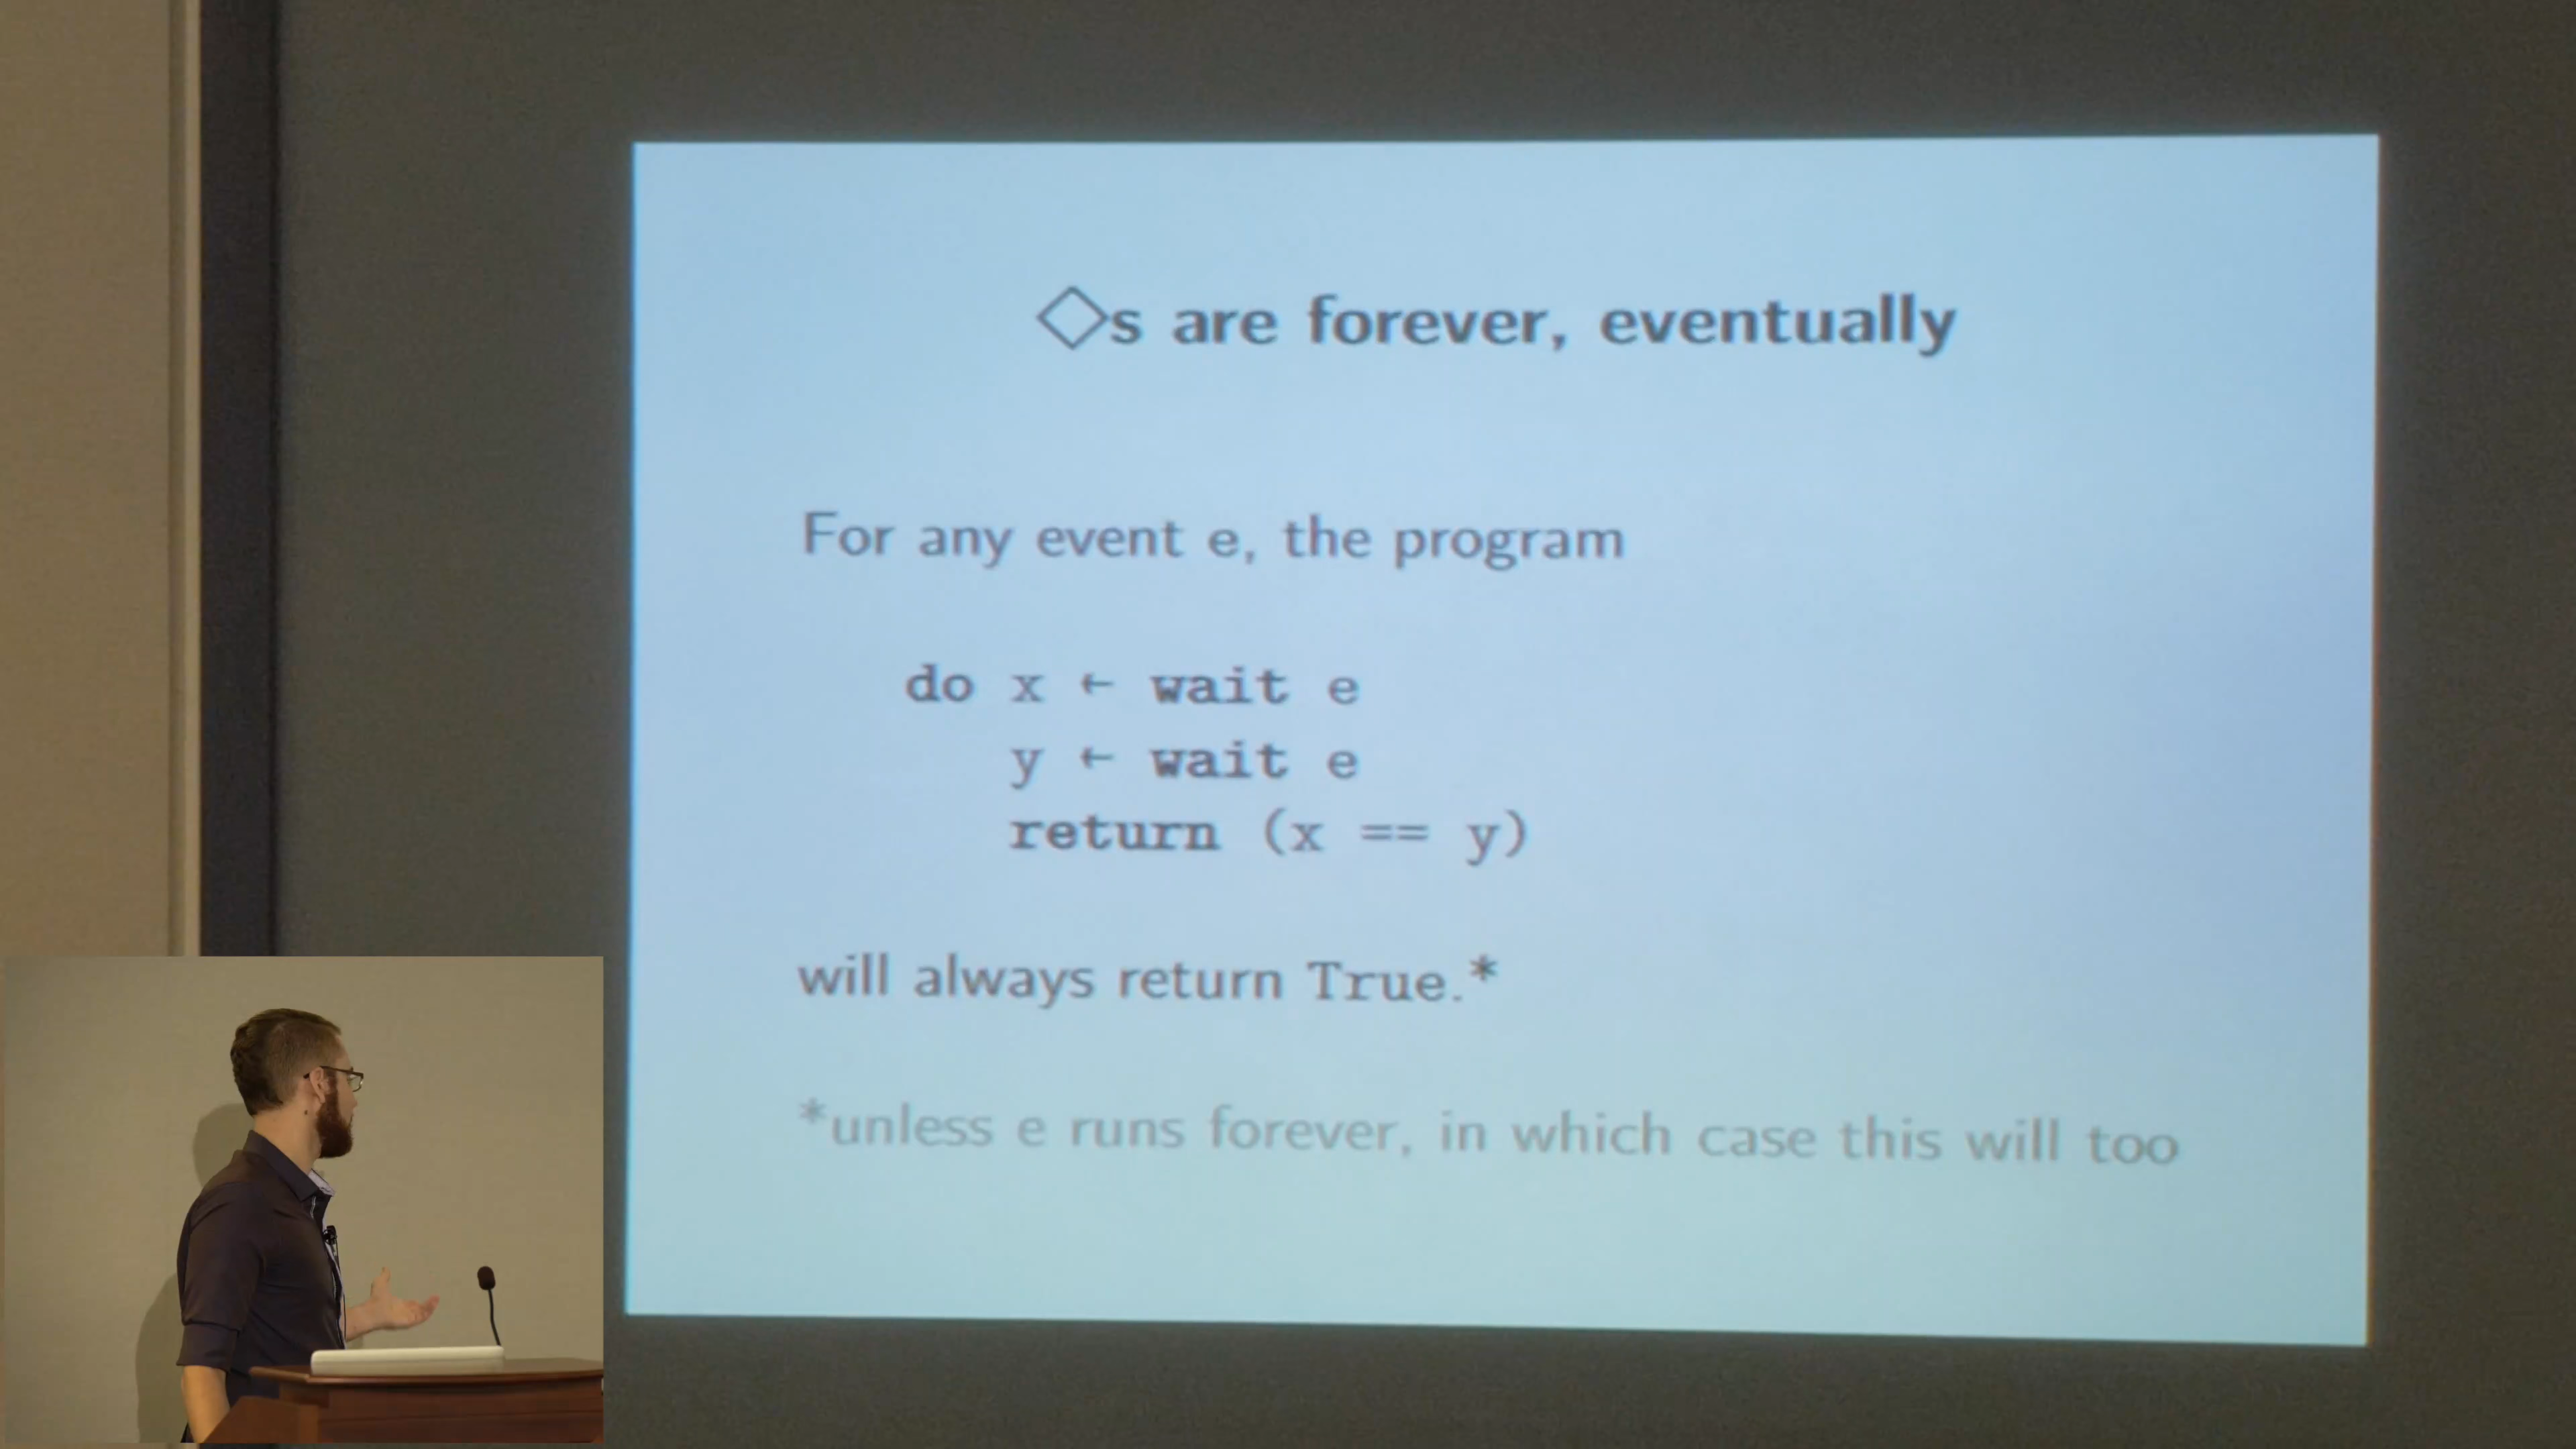 ◇s are forever, eventually
For any event e, the program
do x ← wait e
y ← wait e
return (x == y)
will always return True.*
*unless e runs forever, in which case this will too